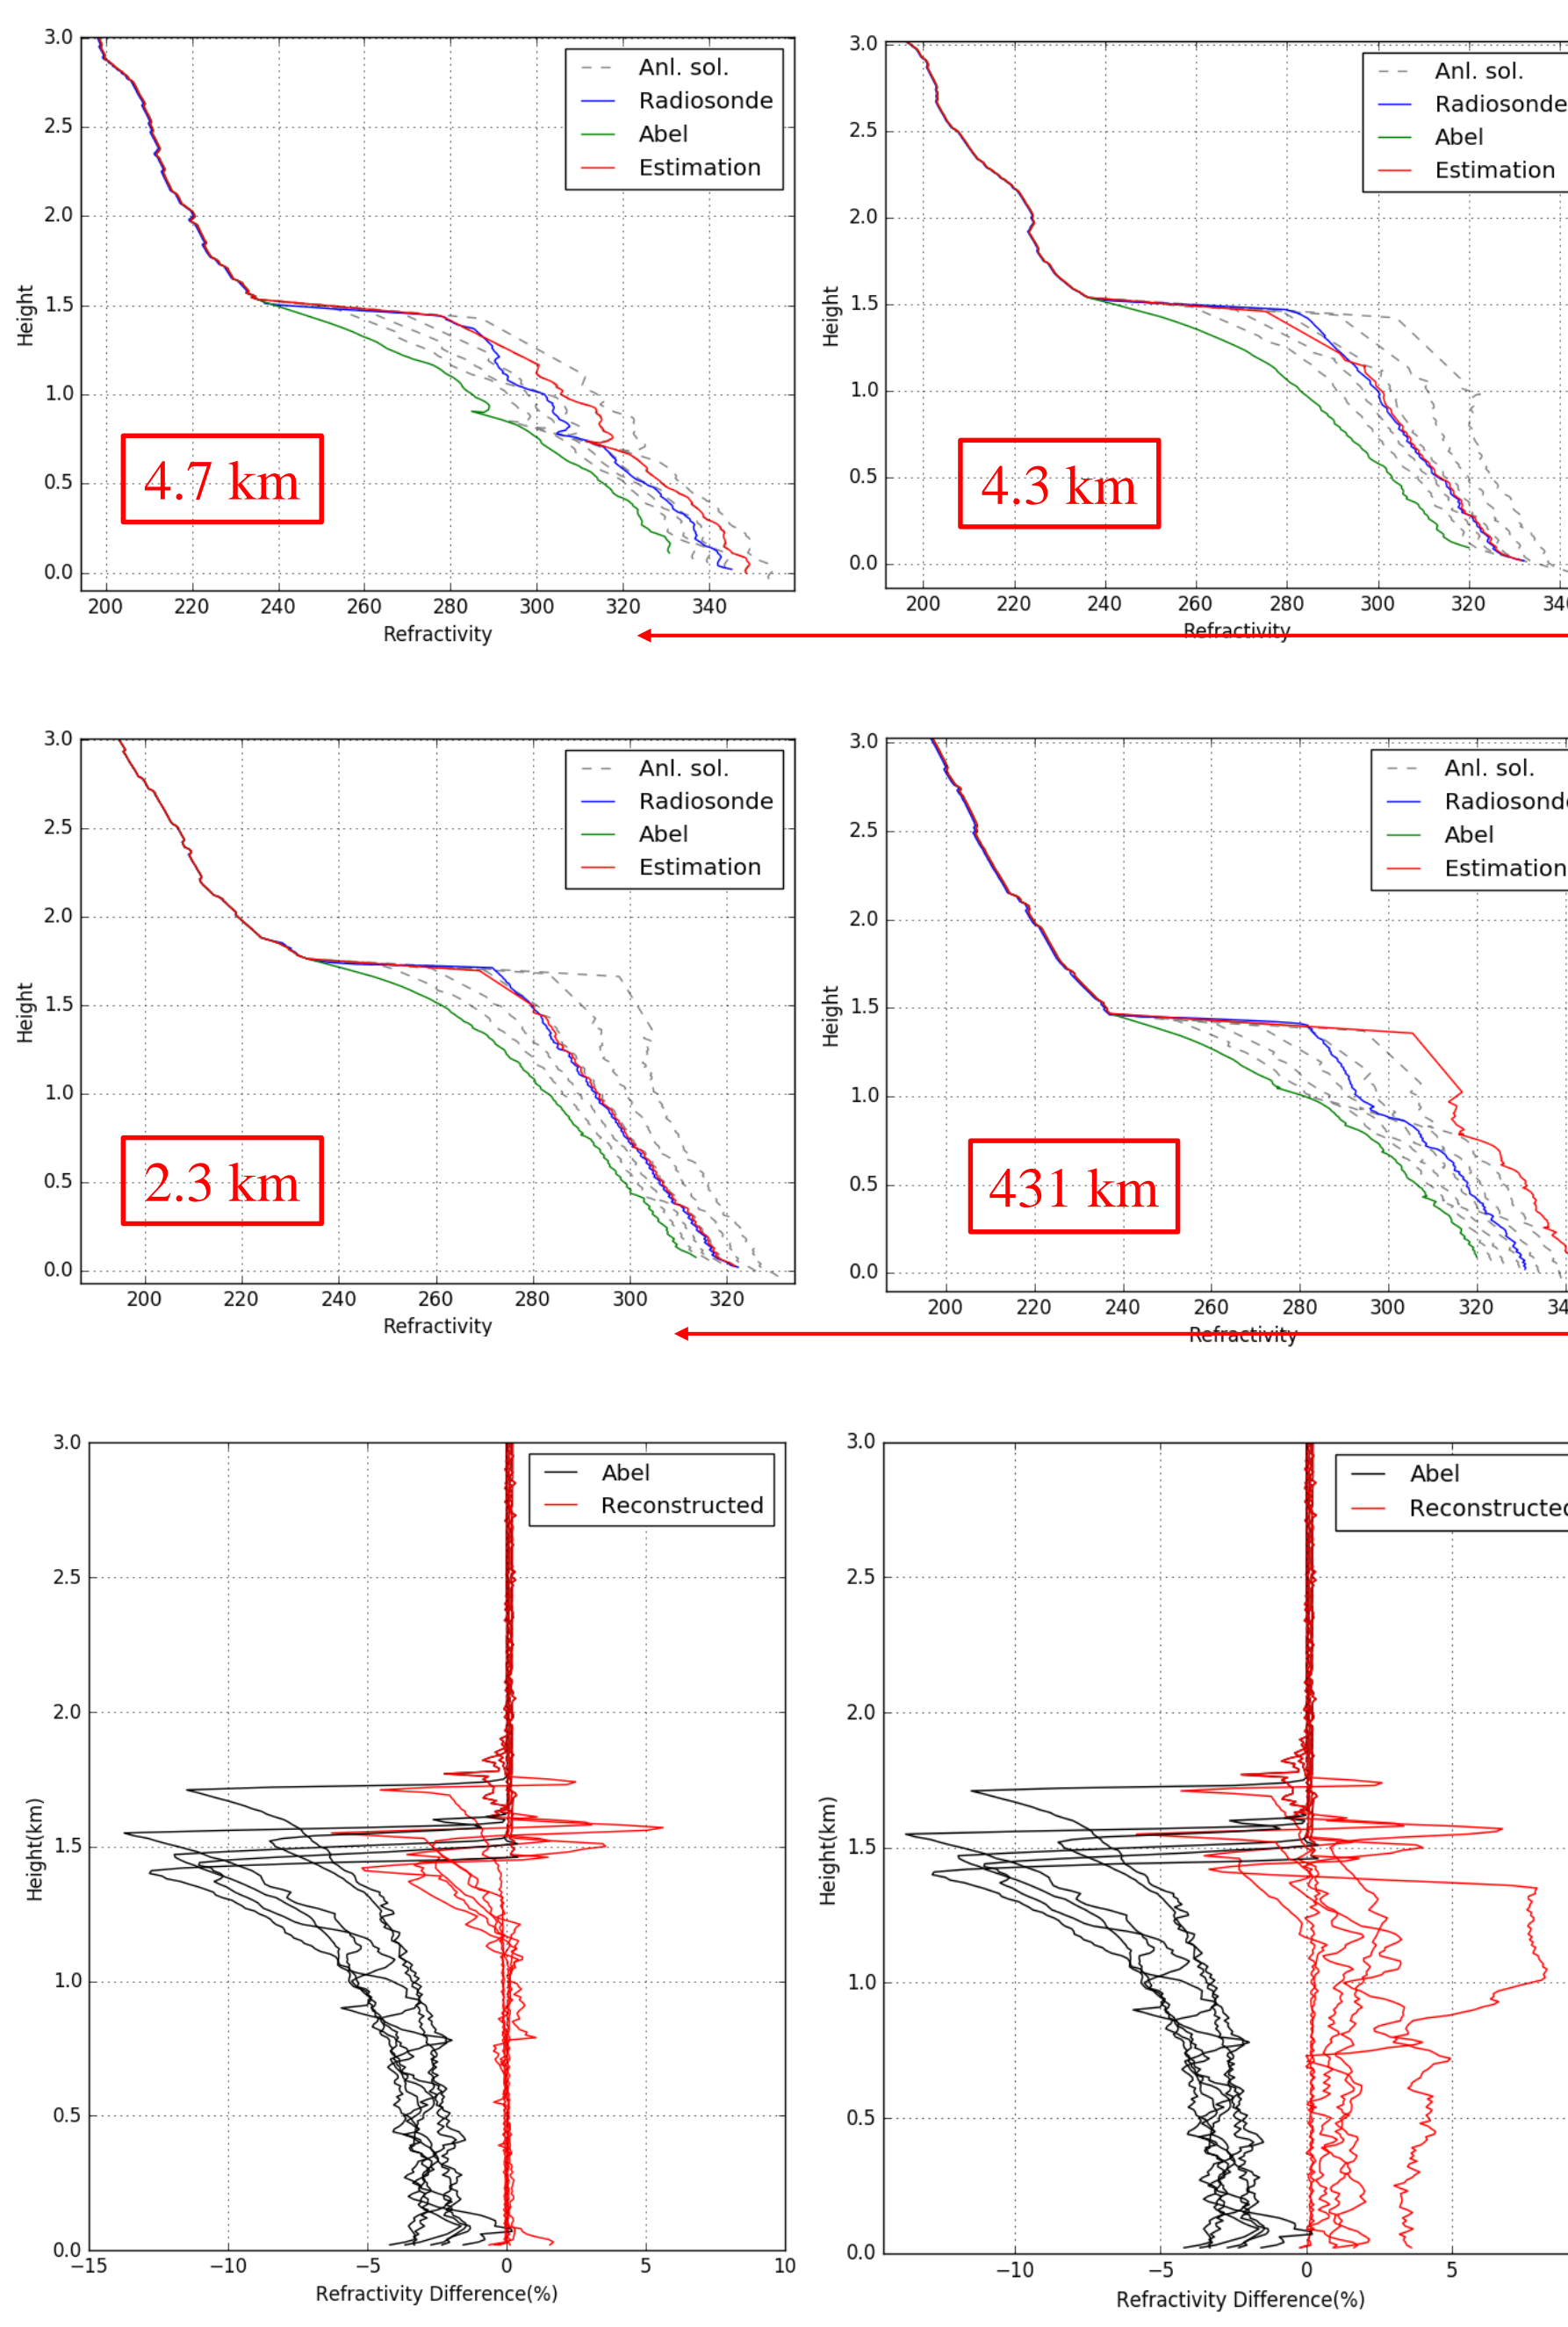 3.0
2.5
2.0
1.5
1.0
0.5
0.0
Height
Anl. sol.
Radiosonde
Abel
Estimation
4.7 km
200 220 240 260 280 300 320 340
Refractivity
3.0
2.5
2.0
1.5
1.0
0.5
0.0
Height
Anl. sol.
Radiosonde
Abel
Estimation
4.3 km
200 220 240 260 280 300 320 34
Refractivity
3.0
2.5
2.0
1.5
1.0
0.5
0.0
Height
Anl. sol.
Radiosonde
Abel
Estimation
2.3 km
200 220 240 260 280 300 320
Refractivity
3.0
2.5
2.0
1.5
1.0
0.5
0.0
Height
Anl. sol.
Radiosond
Abel
Estimation
431 km
200 220 240 260 280 300 320 34
Refractivity
3.0
2.5
2.0
1.5
1.0
0.5
0.0
Height(km)
Abel
Reconstructed
−15 −10 −5 0 5 10
Refractivity Difference(%)
3.0
2.5
2.0
1.5
1.0
0.5
0.0
Height(km)
Abel
Reconstructed
−10 −5 0 5
Refractivity Difference(%)